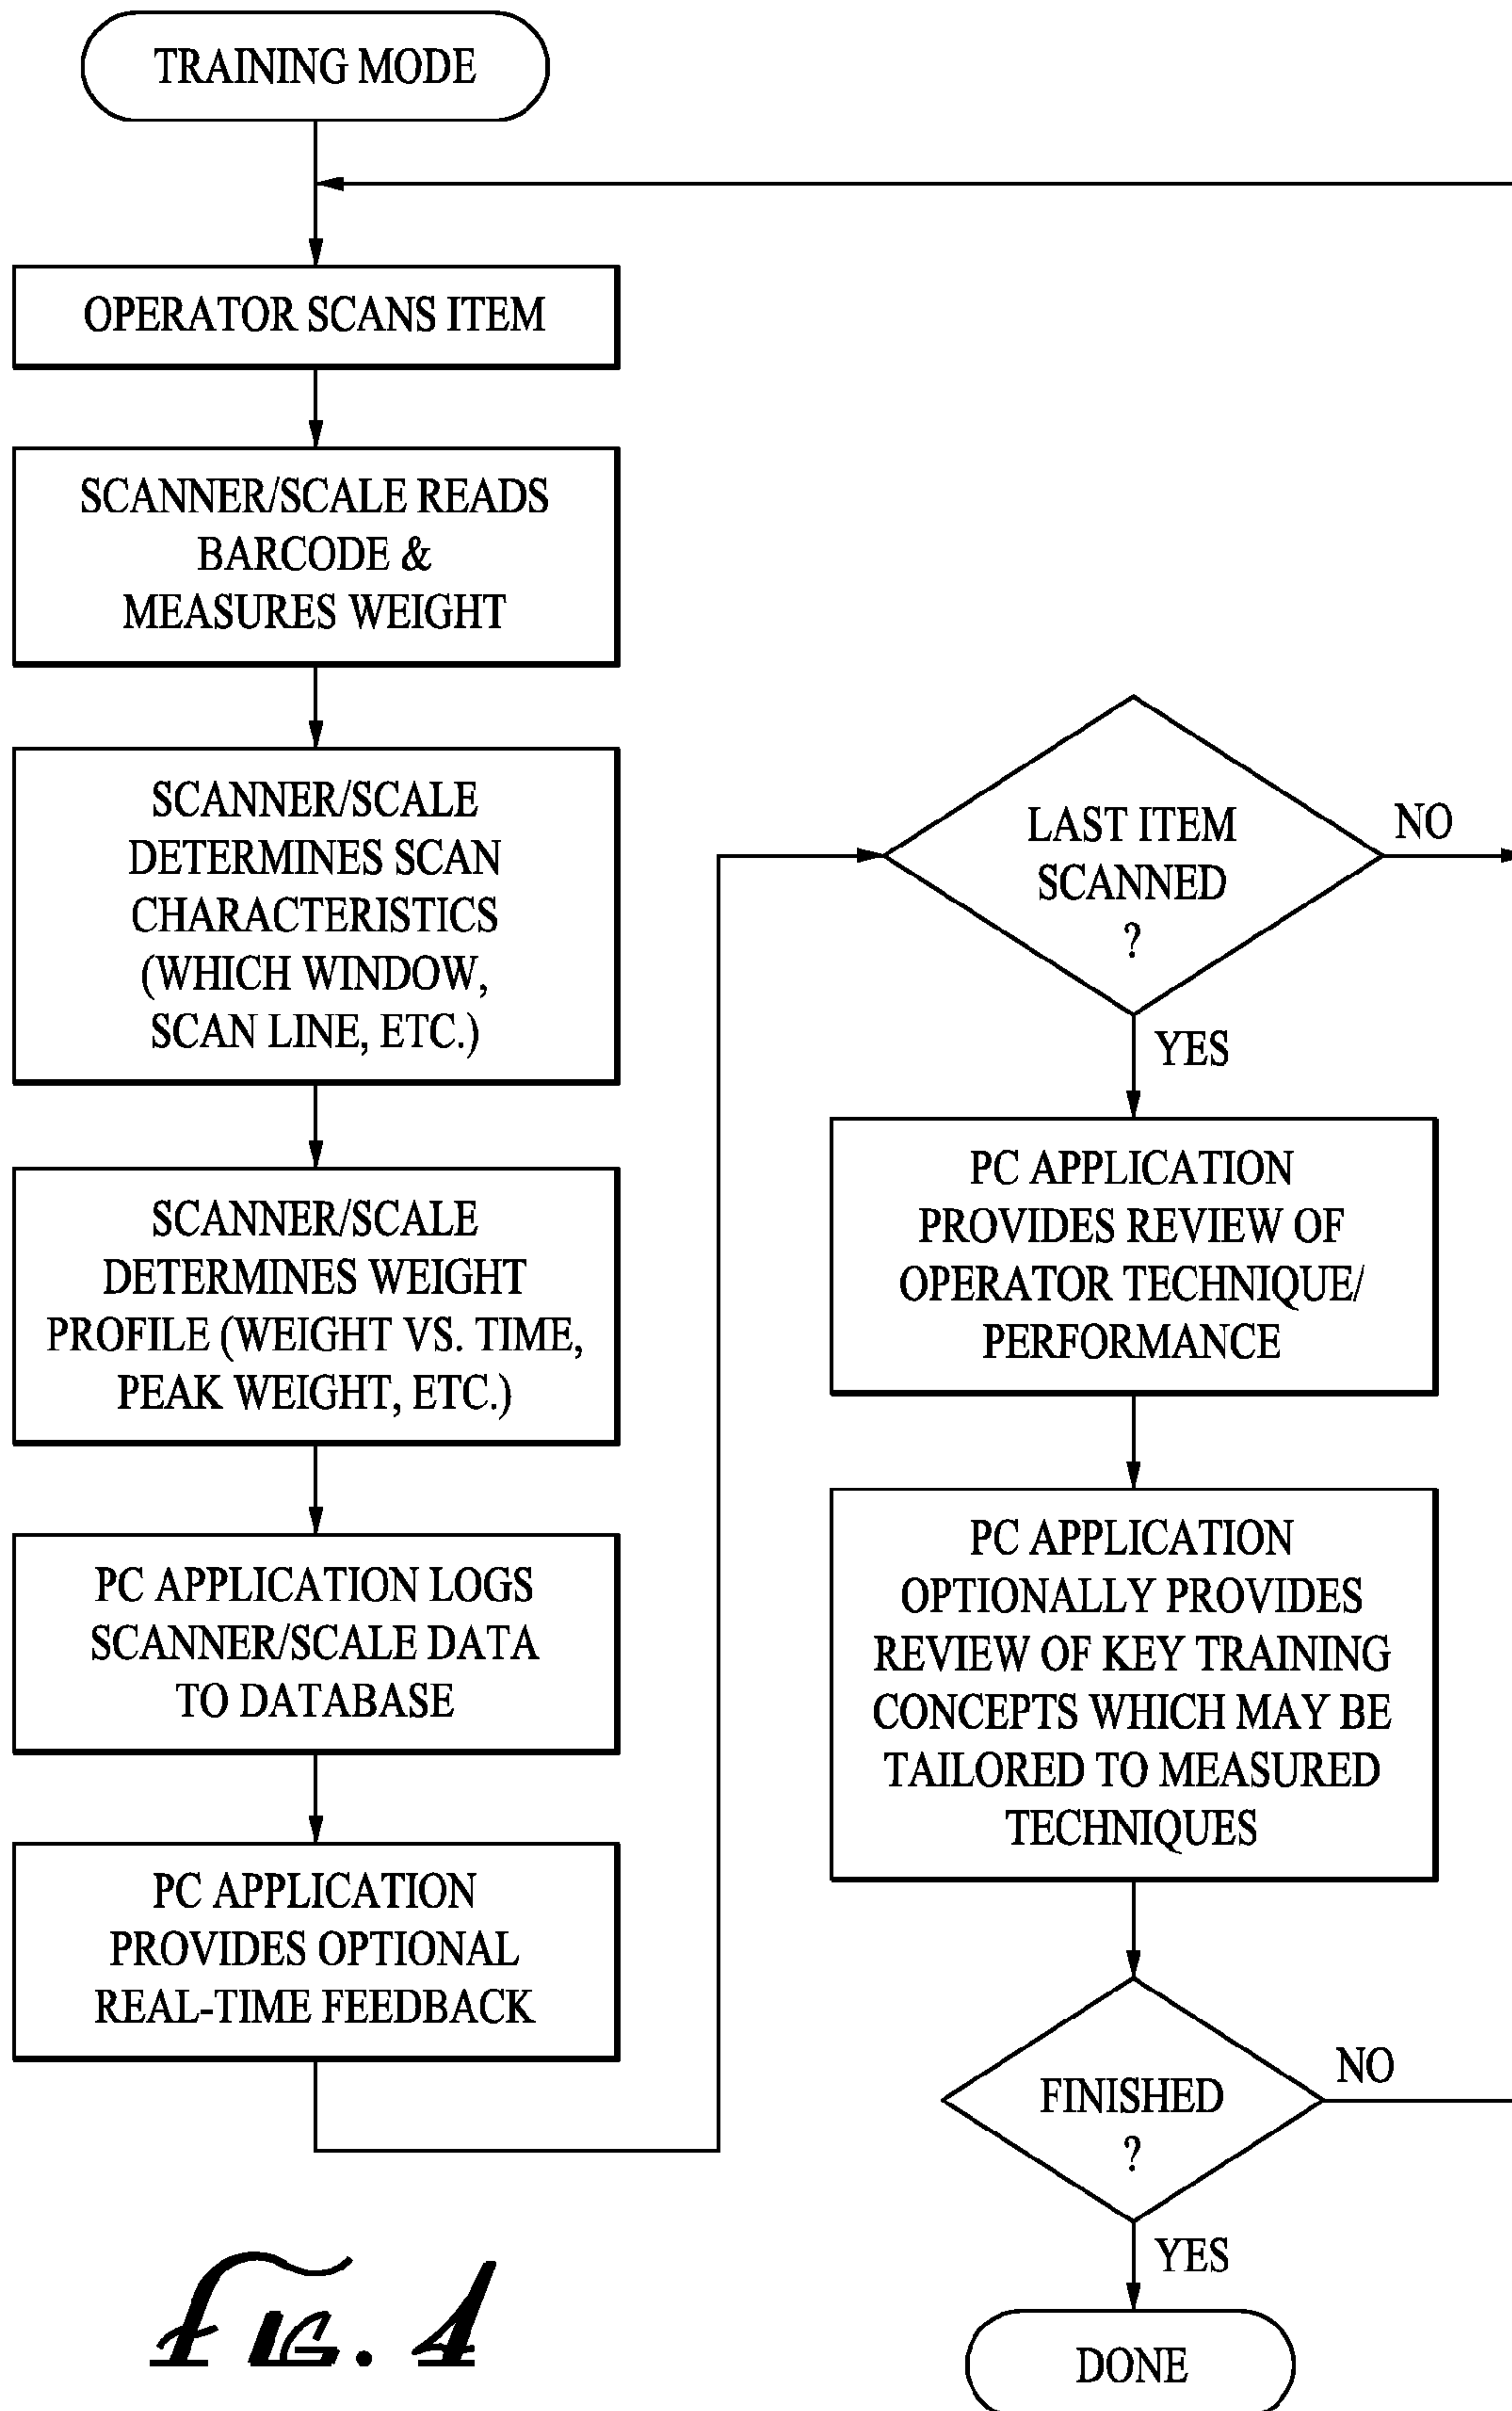 TRAINING MODE
OPERATOR SCANS ITEM
SCANNER/SCALE READS
BARCODE &
MEASURES WEIGHT
SCANNER/SCALE
DETERMINES SCAN
CHARACTERISTICS
(WHICH WINDOW,
SCAN LINE, ETC.)
SCANNER/SCALE
DETERMINES WEIGHT
PROFILE (WEIGHT VS. TIME,
PEAK WEIGHT, ETC.)
PC APPLICATION LOGS
SCANNER/SCALE DATA
TO DATABASE
PC APPLICATION
PROVIDES OPTIONAL
REAL-TIME FEEDBACK
LAST ITEM
SCANNED
?
NO
YES
PC APPLICATION
PROVIDES REVIEW OF
OPERATOR TECHNIQUE/
PERFORMANCE
PC APPLICATION
OPTIONALLY PROVIDES
REVIEW OF KEY TRAINING
CONCEPTS WHICH MAY BE
TAILORED TO MEASURED
TECHNIQUES
FINISHED
?
NO
YES
DONE
FIG. 4